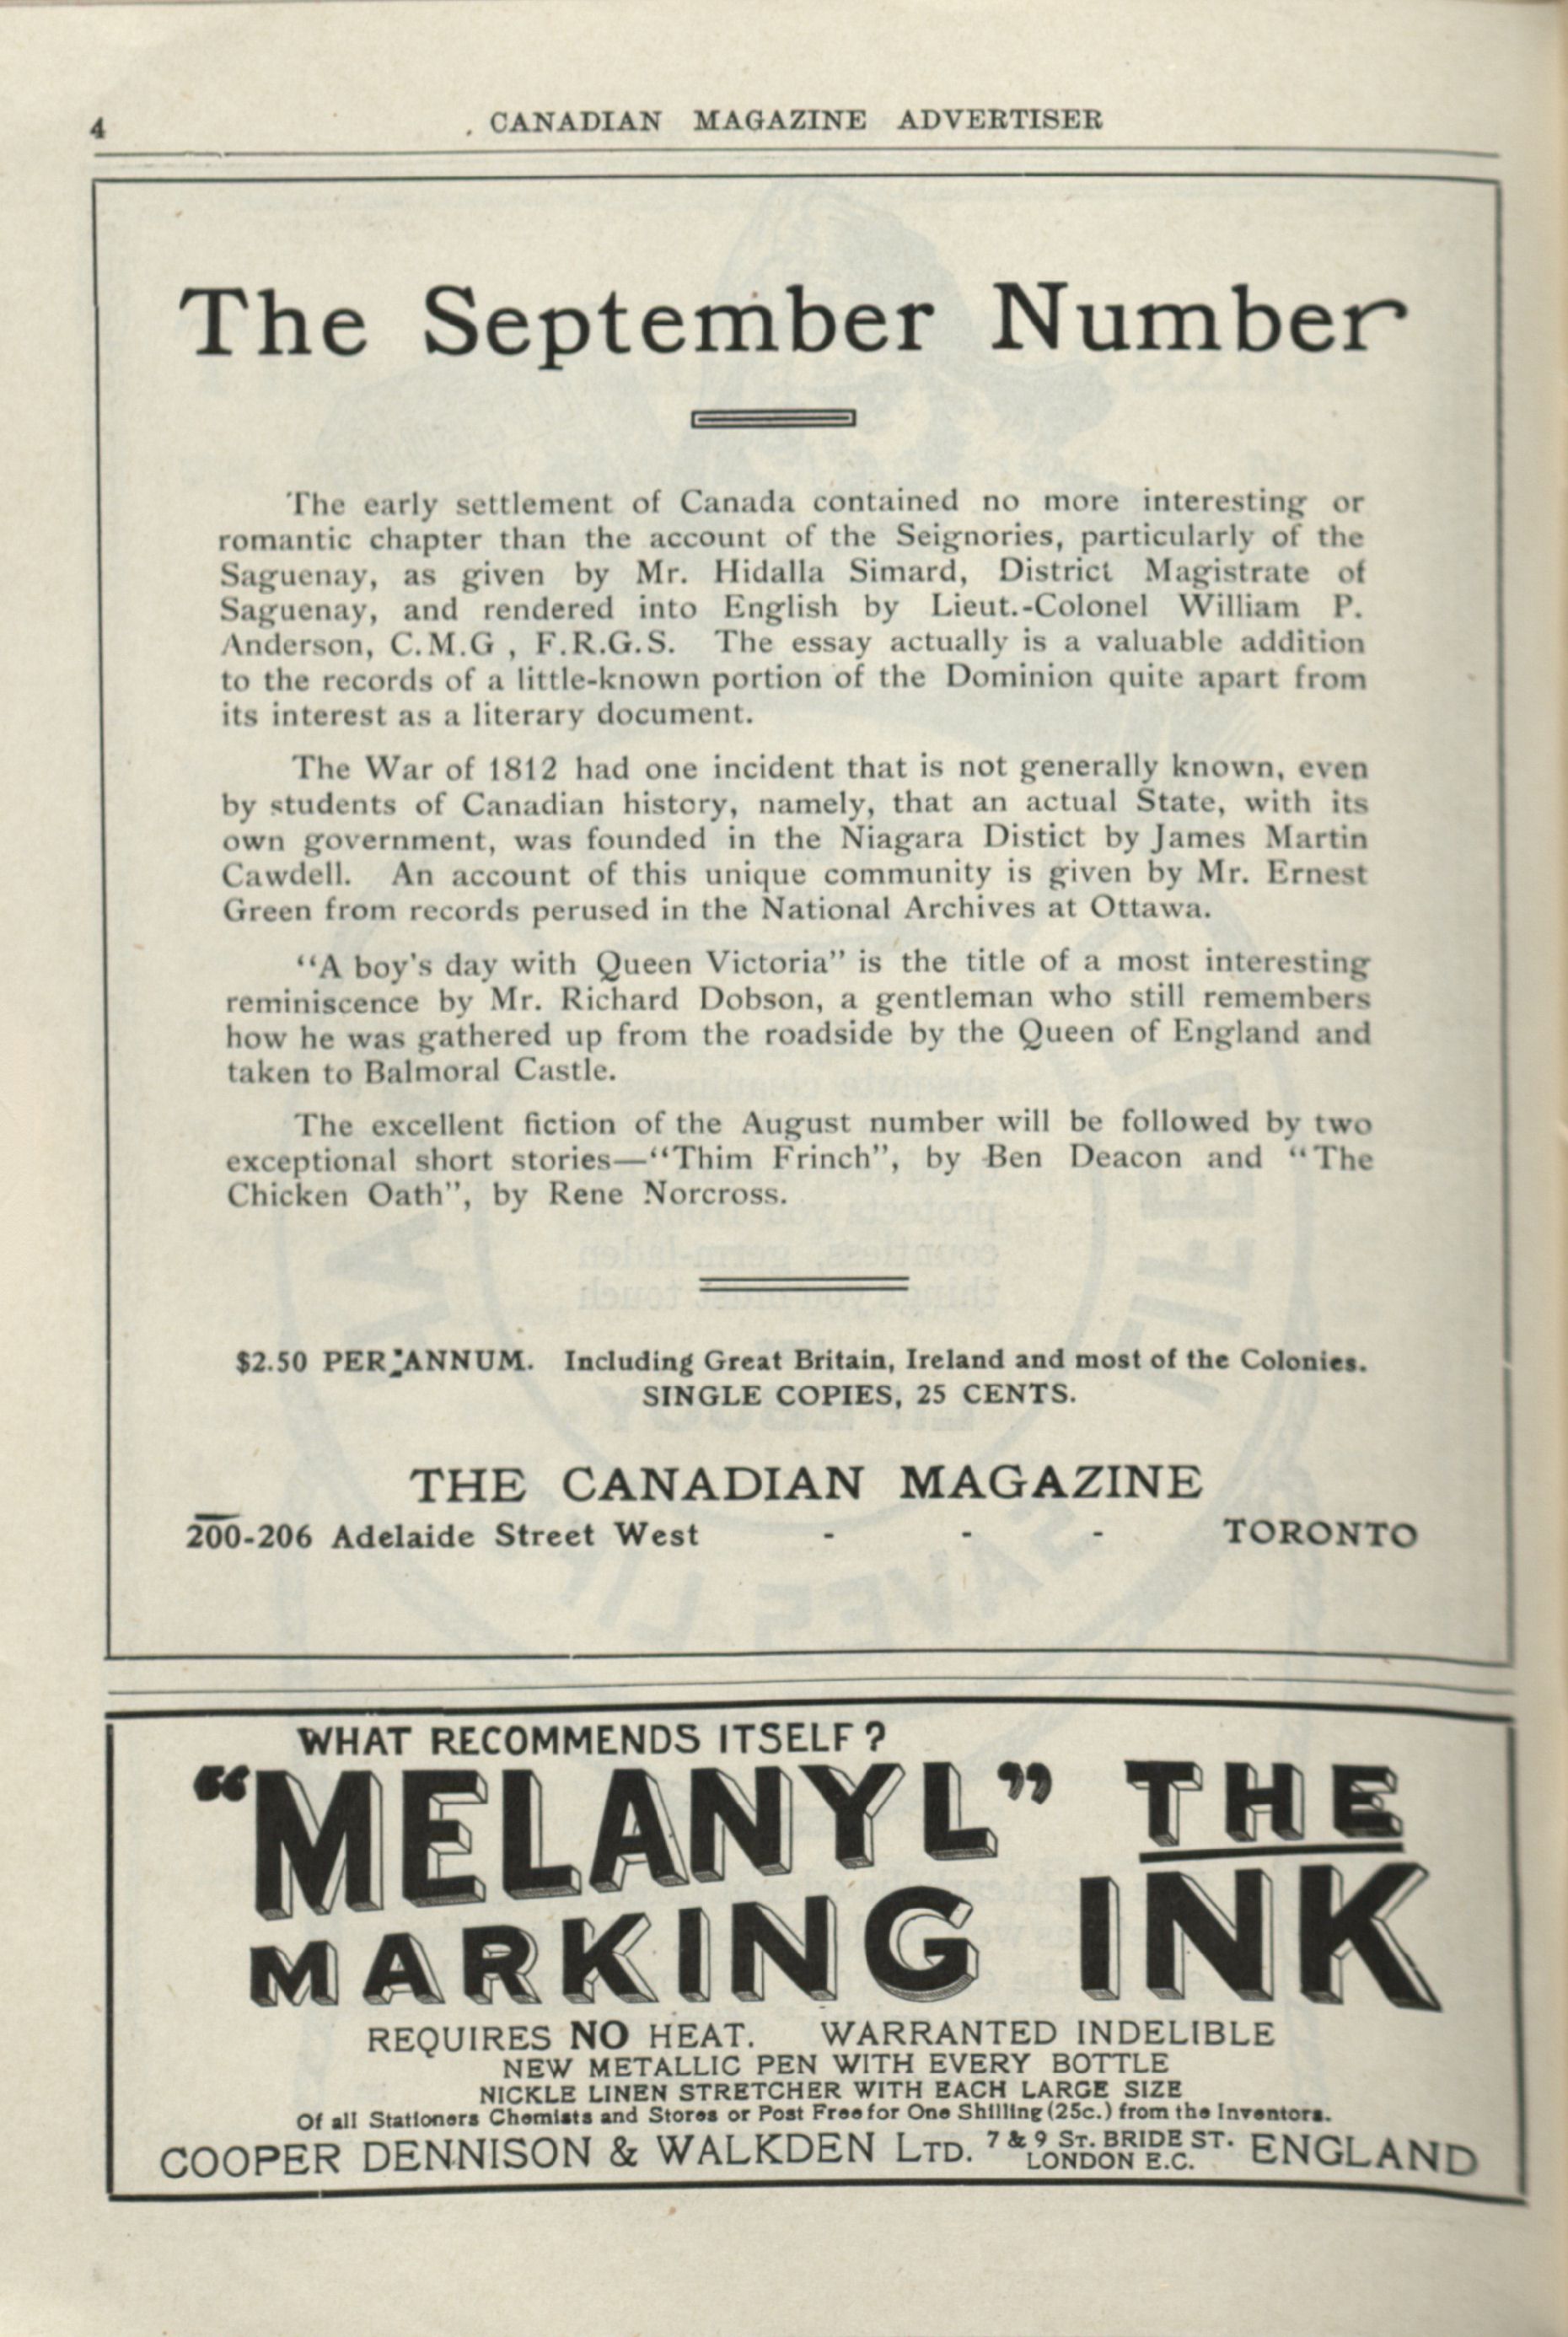 4
CANADIAN MAGAZINE ADVERTISER
The September Number
The early settlement of Canada contained no more interesting or
romantic chapter than the account of the Seignories, particularly of the
Saguenay, as given by Mr. Hidalla Simard, District Magistrate of
Saguenay, and rendered into English by Lieut.-Colonel William P.
Anderson, C.M.G , F.R.G.S. The essay actually is a valuable addition
to the records of a little-known portion of the Dominion quite apart from
its interest as a literary document.
The War of 1812 had one incident that is not generally known, even
by students of Canadian history, namely, that an actual State, with its
own government, was founded in the Niagara Distict by James Martin
Cawdell. An account of this unique community is given by Mr. Ernest
Green from records perused in the National Archives at Ottawa.
"A boy's day with Queen Victoria" is the title of a most interesting
reminiscence by Mr. Richard Dobson, a gentleman who still remembers
how he was gathered up from the roadside by the Queen of England and
taken to Balmoral Castle.
The excellent fiction of the August number will be followed by two
exceptional short stories—"Thim Frinch", by Ben Deacon and "The
Chicken Oath", by Rene Norcross.
$2.50 PER ANNUM. Including Great Britain, Ireland and most of the Colonies.
SINGLE COPIES, 25 CENTS.
THE CANADIAN MAGAZINE
200-206 Adelaide Street West - - - TORONTO
WHAT RECOMMENDS ITSELF?
"MELANYL" THE
MARKING INK
REQUIRES NO HEAT. WARRANTED INDELIBLE
NEW METALLIC PEN WITH EVERY BOTTLE
NICKLE LINEN STRETCHER WITH EACH LARGE SIZE
Of all Stationers Chemists and Stores or Post Free for One Shilling (25c.) from the Inventors.
COOPER DENNISON & WALKDEN LTD. 7 & 9 ST. BRIDE ST. LONDON E.C. ENGLAND